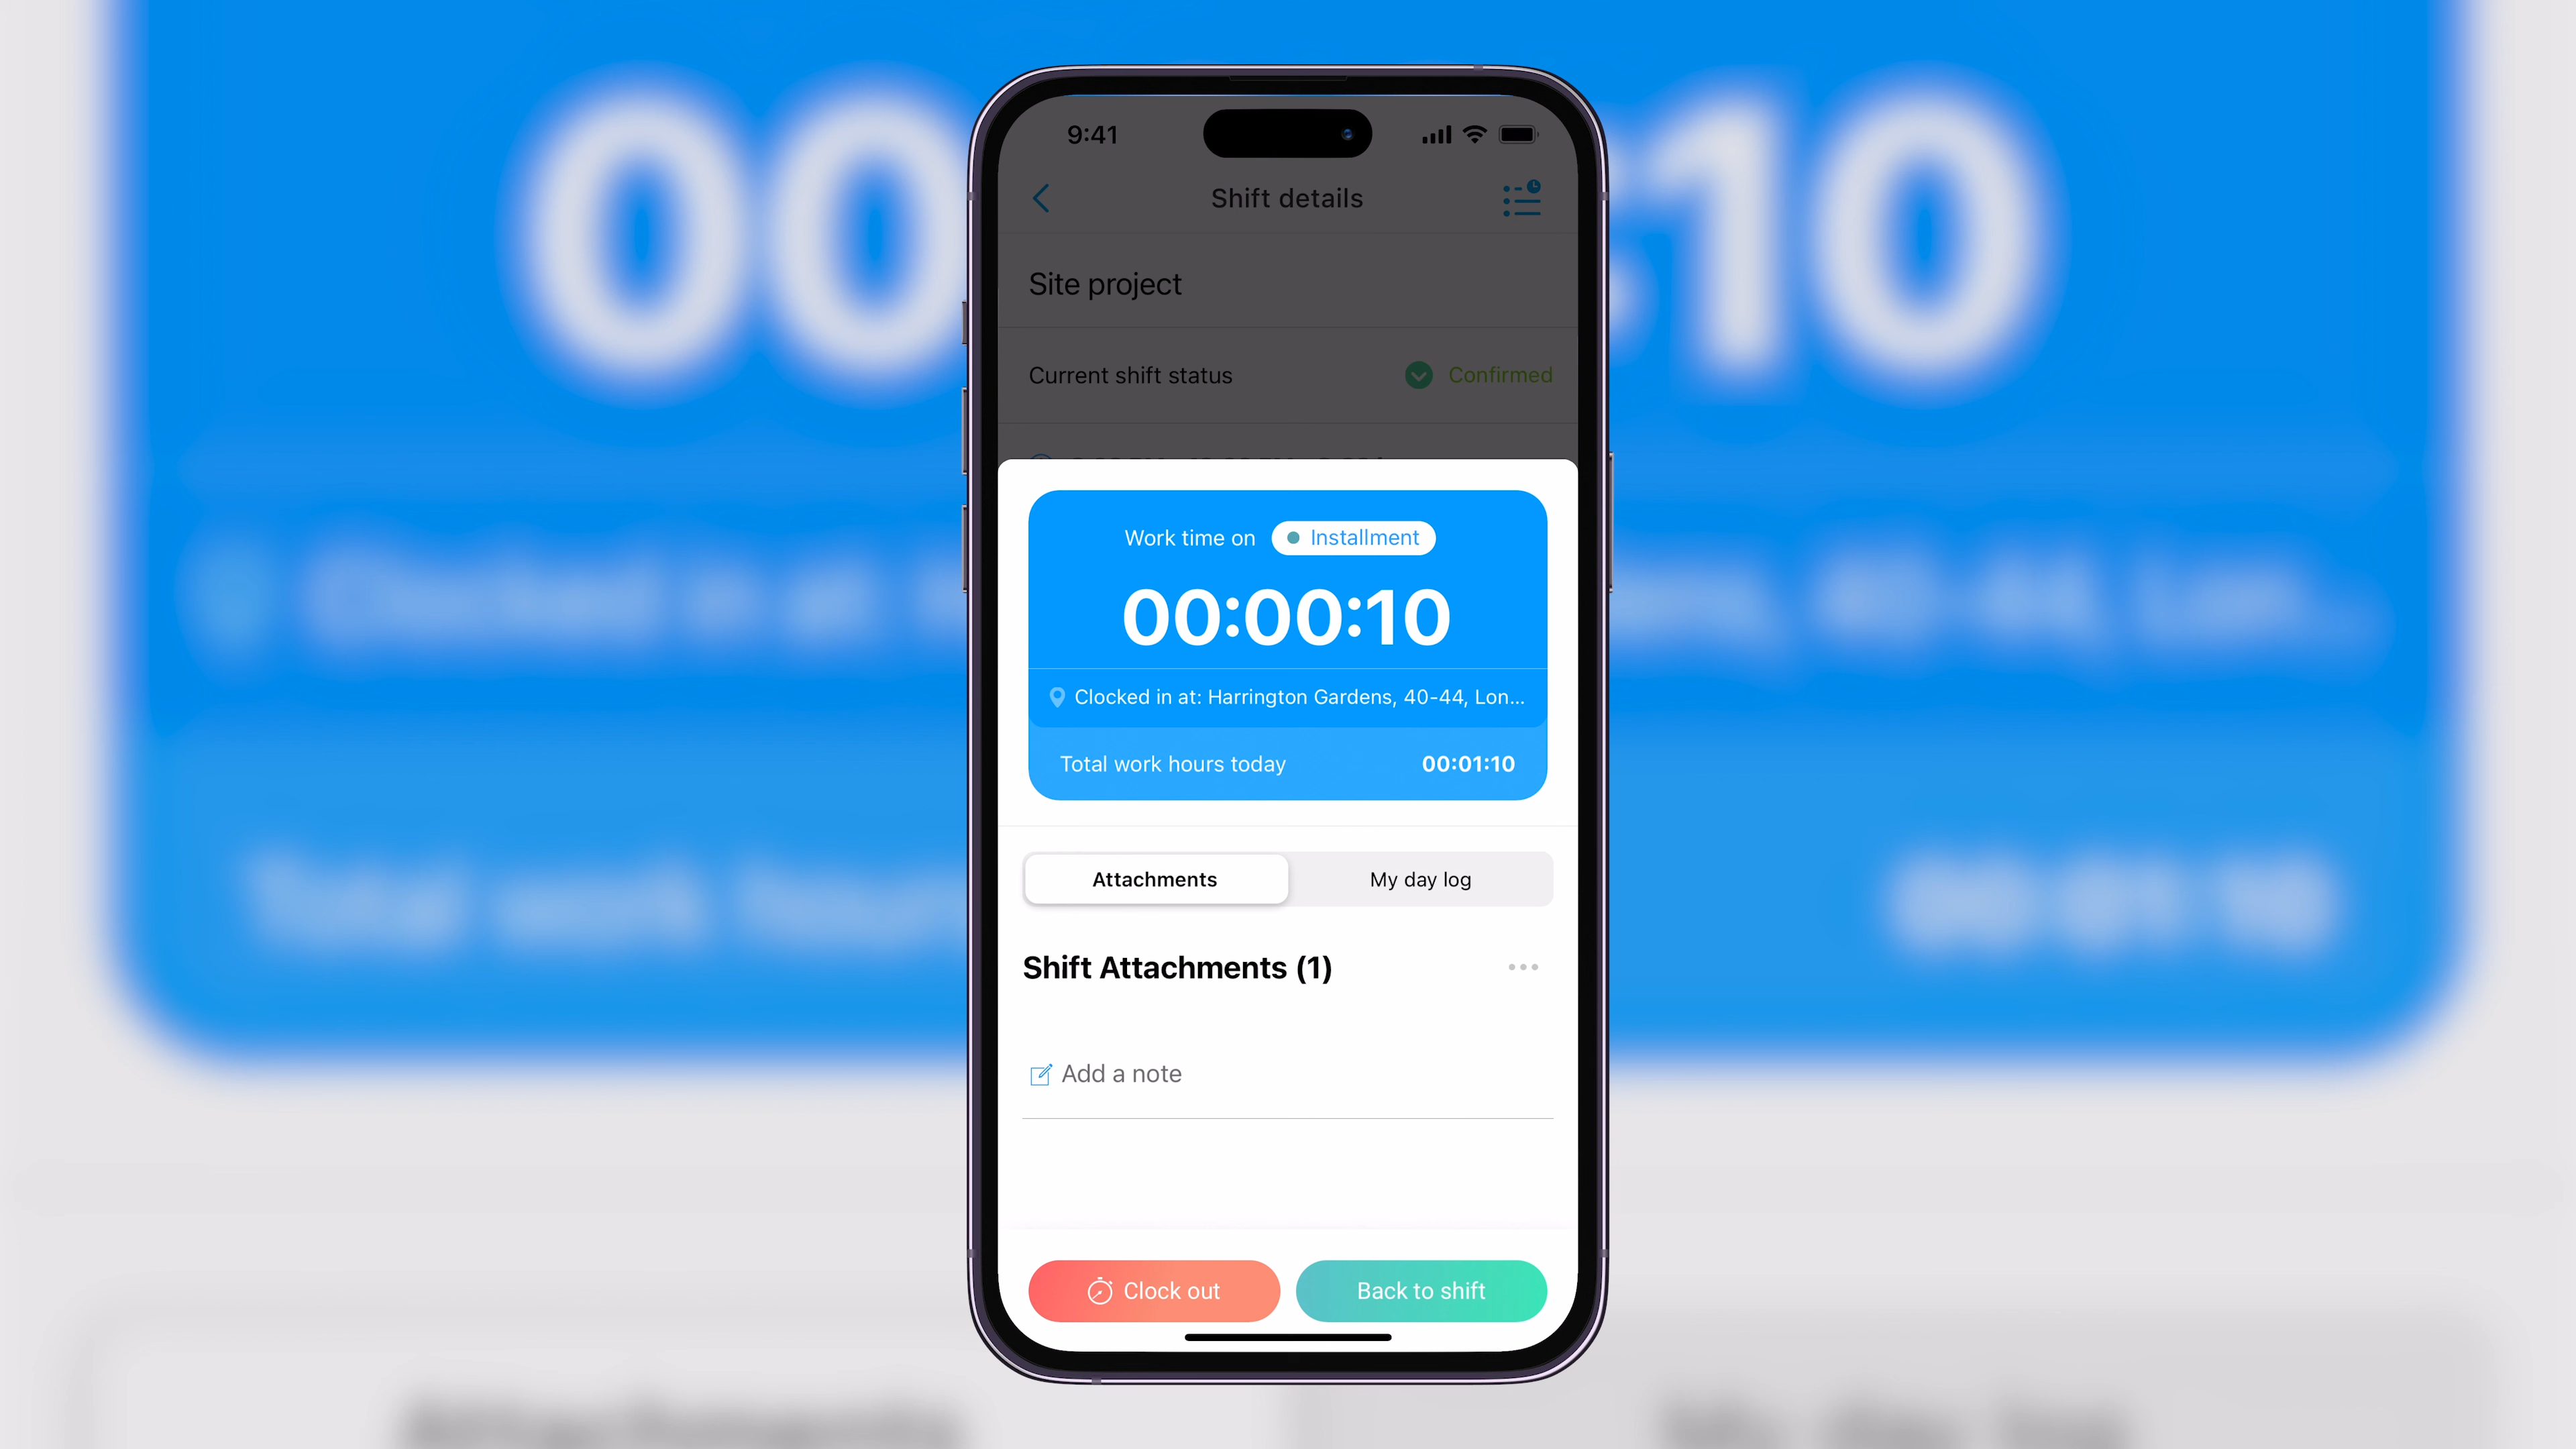 9:41
Shift details
Site project
Current shift status Confirmed
Work time on Installment
00:00:10
Clocked in at: Harrington Gardens, 40-44, Lon...
Total work hours today 00:01:10
Attachments My day log
Shift Attachments (1)
Add a note
Clock out Back to shift